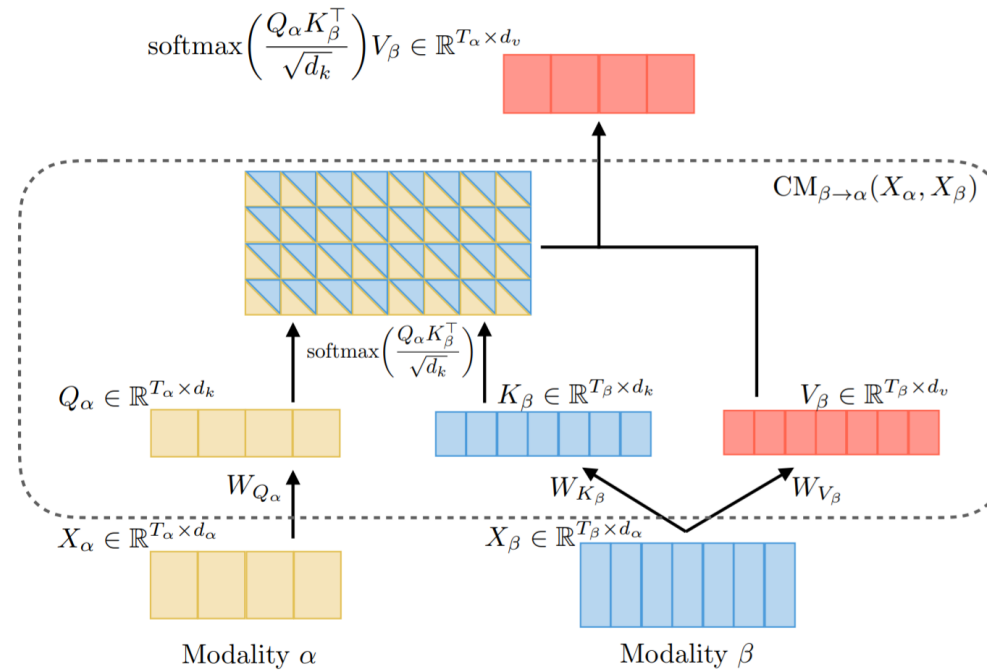 softmax(Q_α K_β^⊤ / √d_k) V_β ∈ ℝ^{T_α × d_v}
CM_{β→α}(X_α, X_β)
softmax(Q_α K_β^⊤ / √d_k)
Q_α ∈ ℝ^{T_α × d_k}
K_β ∈ ℝ^{T_β × d_k}
V_β ∈ ℝ^{T_β × d_v}
W_{Q_α}
W_{K_β}
W_{V_β}
X_α ∈ ℝ^{T_α × d_α}
X_β ∈ ℝ^{T_β × d_α}
Modality α
Modality β